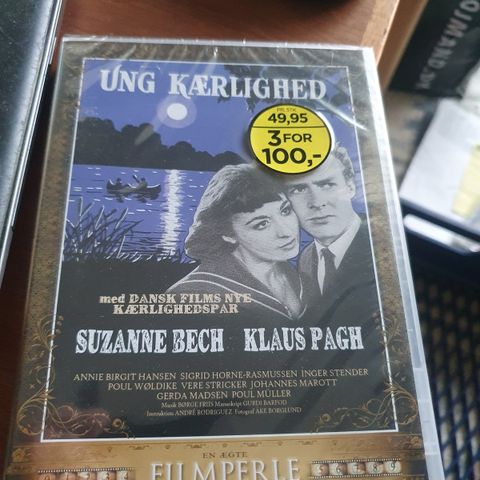 UNG KÆRLIGHED
PR. STK.
49,95
3 FOR
100,-
med DANSK FILMS NYE
KÆRLIGHEDSPAR
SUZANNE BECH KLAUS PAGH
ANNIE BIRGIT HANSEN SIGRID HORNE-RASMUSSEN INGER STENDER
POUL WØLDIKE VERE STRICKER JOHANNES MAROTT
GERDA MADSEN POUL MÜLLER
Musik BØRGE FRIIS Manuskript GURDI BARFOD
Instruktion ANDRÉ RODRIGUEZ Fotograf ÅKE BORGLUND
EN ÆGTE
FILMPERLE